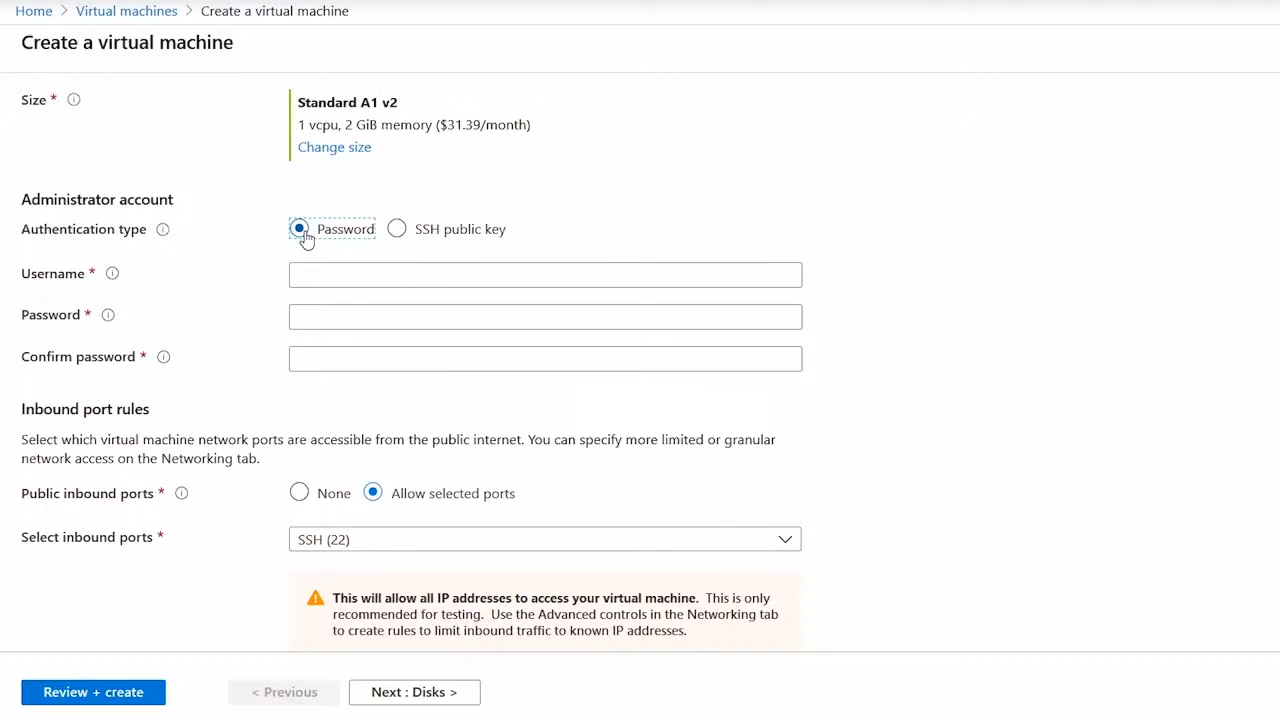 Home > Virtual machines > Create a virtual machine
Create a virtual machine
Size *
Standard A1 v2
1 vcpu, 2 GiB memory ($31.39/month)
Change size
Administrator account
Authentication type
Password
SSH public key
Username *
Password *
Confirm password *
Inbound port rules
Select which virtual machine network ports are accessible from the public internet. You can specify more limited or granular
network access on the Networking tab.
Public inbound ports *
None
Allow selected ports
Select inbound ports *
SSH (22)
This will allow all IP addresses to access your virtual machine. This is only
recommended for testing. Use the Advanced controls in the Networking tab
to create rules to limit inbound traffic to known IP addresses.
Review + create
< Previous
Next : Disks >